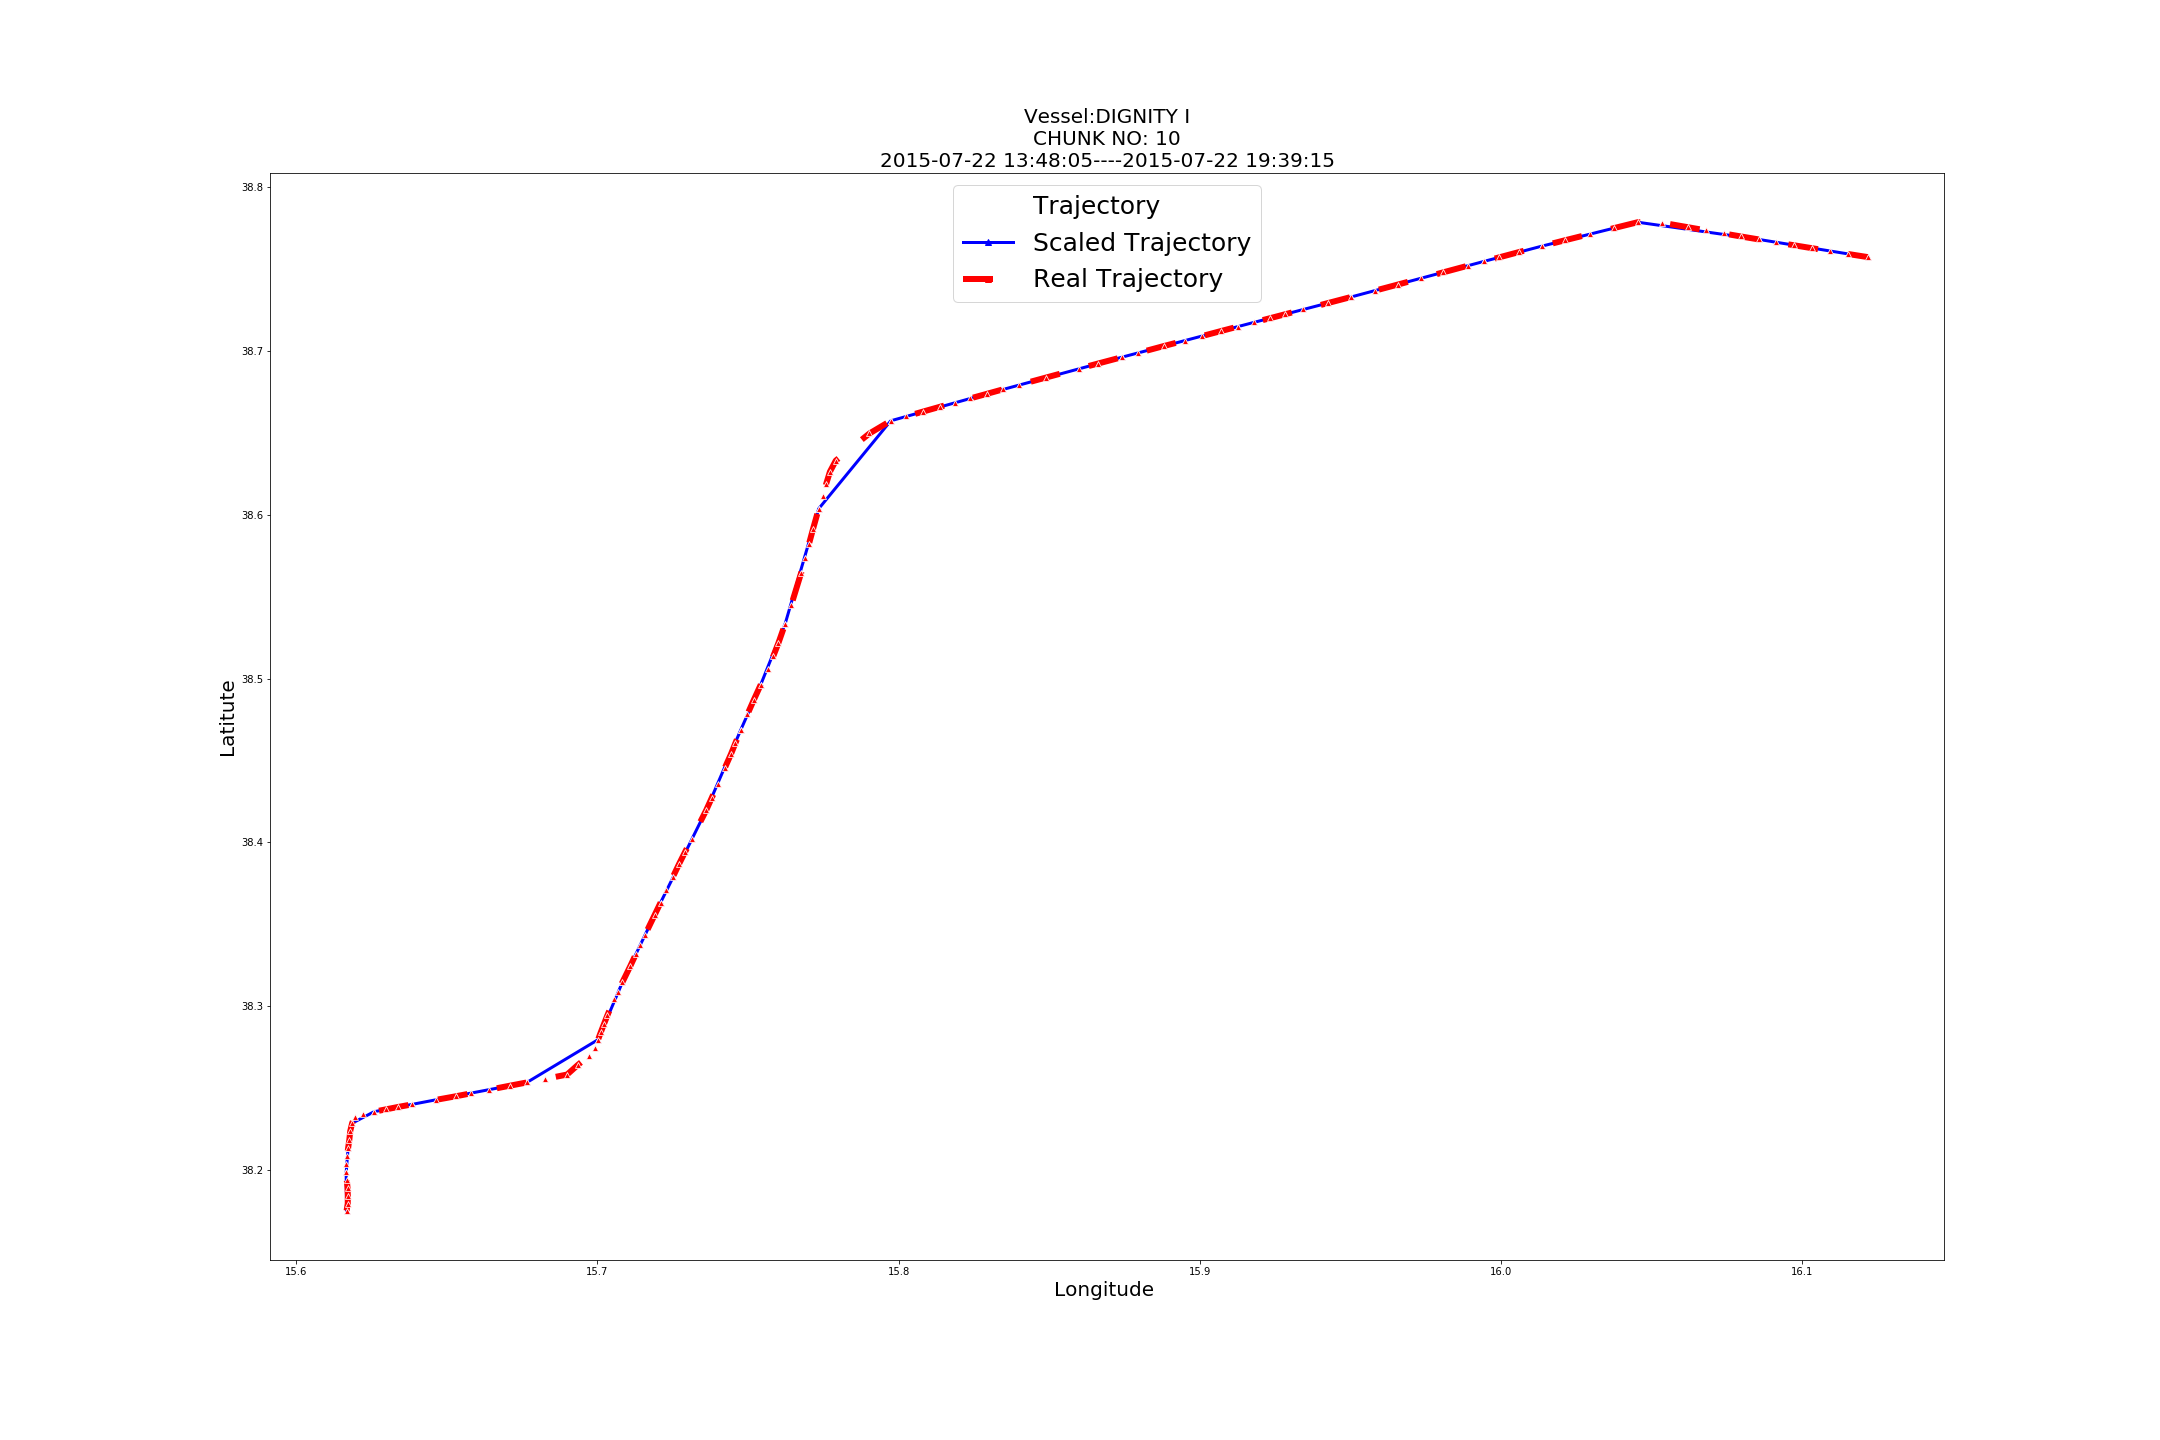 Vessel:DIGNITY I
CHUNK NO: 10
2015-07-22 13:48:05----2015-07-22 19:39:15
Trajectory
Scaled Trajectory
Real Trajectory
Latitute
38.8
38.7
38.6
38.5
38.4
38.3
38.2
15.6 15.7 15.8 15.9 16.0 16.1
Longitude